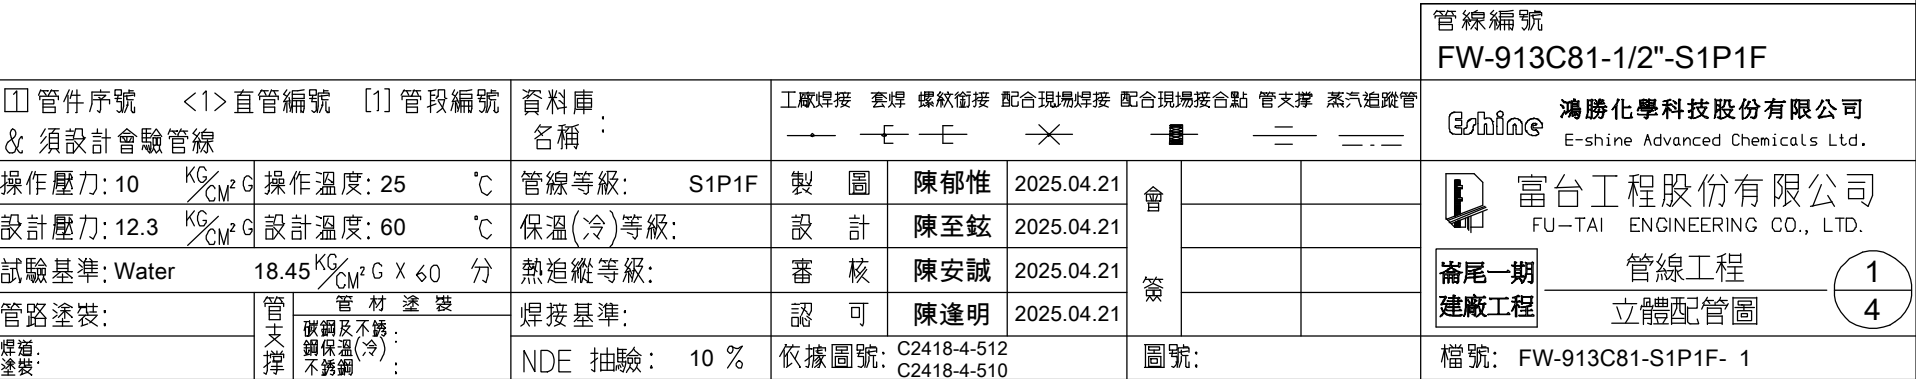 管線編號
FW-913C81-1/2"-S1P1F
1 管件序號 <1>直管編號 [1]管段編號
& 須設計會驗管線
資料庫
名稱 :
工廠焊接 套焊 螺紋銜接 配合現場焊接 配合現場接合點 管支撐 蒸汽追蹤管
Eshine 鴻勝化學科技股份有限公司
E-shine Advanced Chemicals Ltd.
操作壓力: 10 KG/CM² G 操作溫度: 25 °C 管線等級: S1P1F 製 圖 陳郁惟 2025.04.21
設計壓力: 12.3 KG/CM² G 設計溫度: 60 °C 保溫(冷)等級: 設 計 陳至鉉 2025.04.21
試驗基準: Water 18.45 KG/CM² G X 60 分 熱追縱等級: 審 核 陳安誠 2025.04.21
管路塗裝: 焊接基準: 認 可 陳逢明 2025.04.21
會簽
富台工程股份有限公司
FU-TAI ENGINEERING CO., LTD.
崙尾一期
建廠工程
管線工程
立體配管圖
1
4
焊道
塗裝:
管支撐
管 材 塗 裝
碳鋼及不銹 :
鋼保溫(冷)
不銹鋼 :
NDE 抽驗: 10 %
依據圖號: C2418-4-512
C2418-4-510
圖號:
檔號: FW-913C81-S1P1F- 1